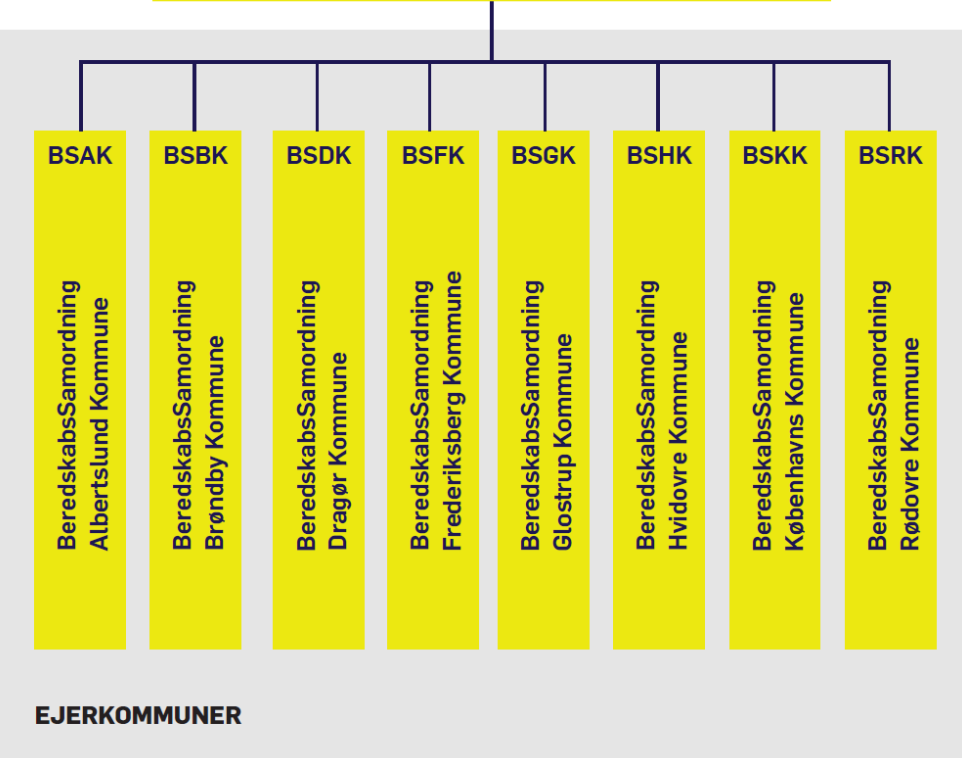 BSAK
BeredskabsSamordning
Albertslund Kommune
BSBK
BeredskabsSamordning
Brøndby Kommune
BSDK
BeredskabsSamordning
Dragør Kommune
BSFK
BeredskabsSamordning
Frederiksberg Kommune
BSGK
BeredskabsSamordning
Glostrup Kommune
BSHK
BeredskabsSamordning
Hvidovre Kommune
BSKK
BeredskabsSamordning
Københavns Kommune
BSRK
BeredskabsSamordning
Rødovre Kommune
EJERKOMMUNER